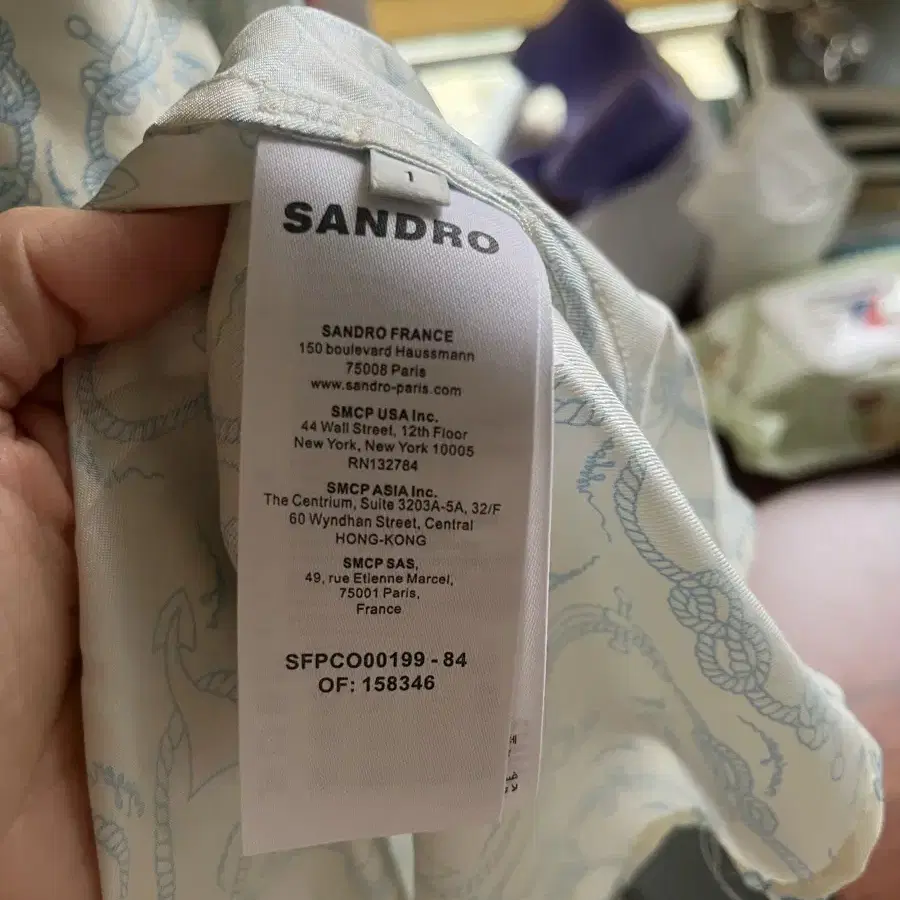 1
SANDRO
SANDRO FRANCE
150 boulevard Haussmann
75008 Paris
www.sandro-paris.com
SMCP USA Inc.
44 Wall Street, 12th Floor
New York, New York 10005
RN132784
SMCP ASIA Inc.
The Centrium, Suite 3203A-5A, 32/F
60 Wyndhan Street, Central
HONG-KONG
SMCP SAS,
49, rue Etienne Marcel,
75001 Paris,
France
SFPCO00199 - 84
OF: 158346